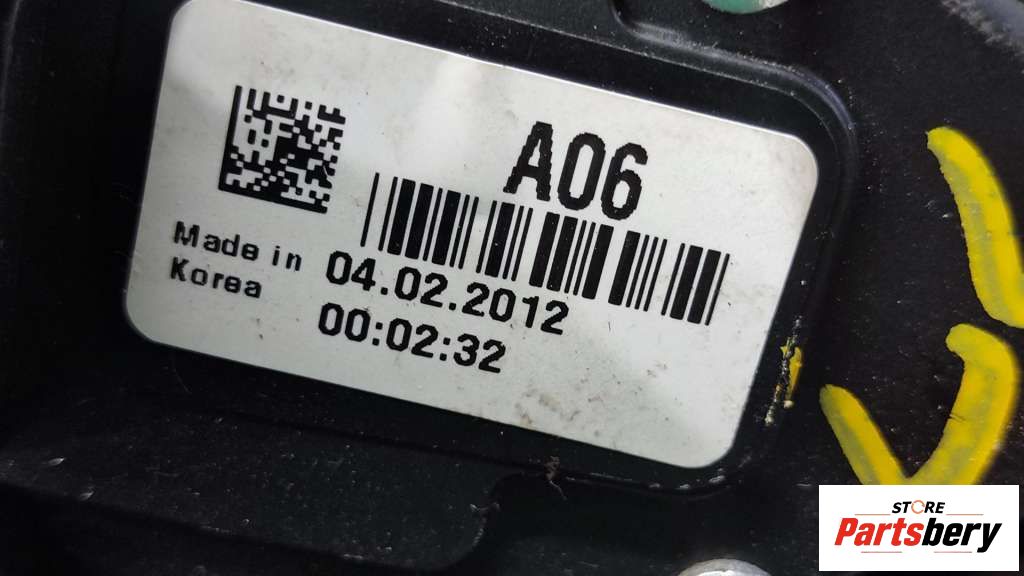 A06
Made in
Korea
04.02.2012
00:02:32
STORE
Partsbery